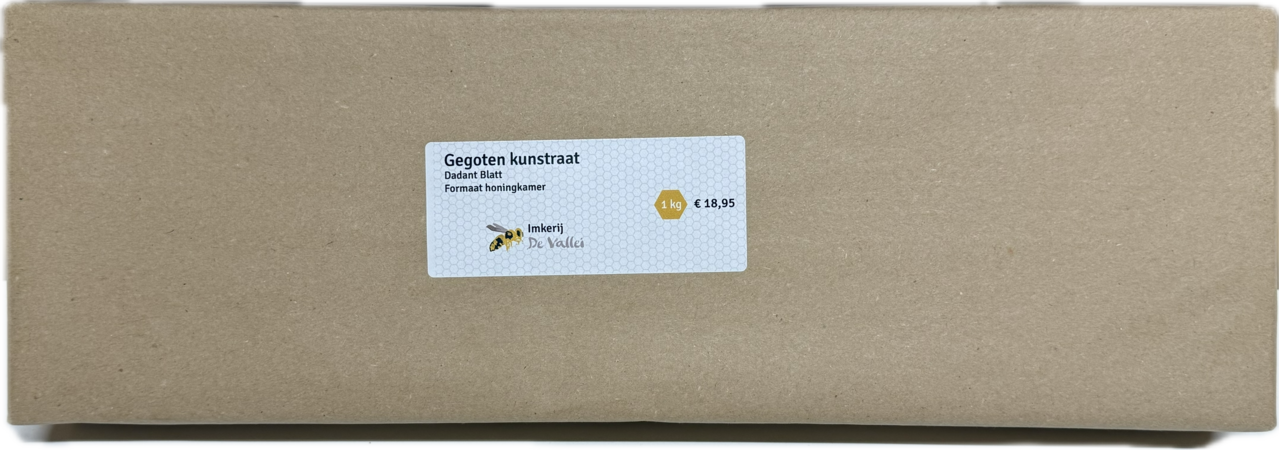 Gegoten kunstraat
Dadant Blatt
Formaat honingkamer
1 kg € 18,95
Imkerij
De Vallei